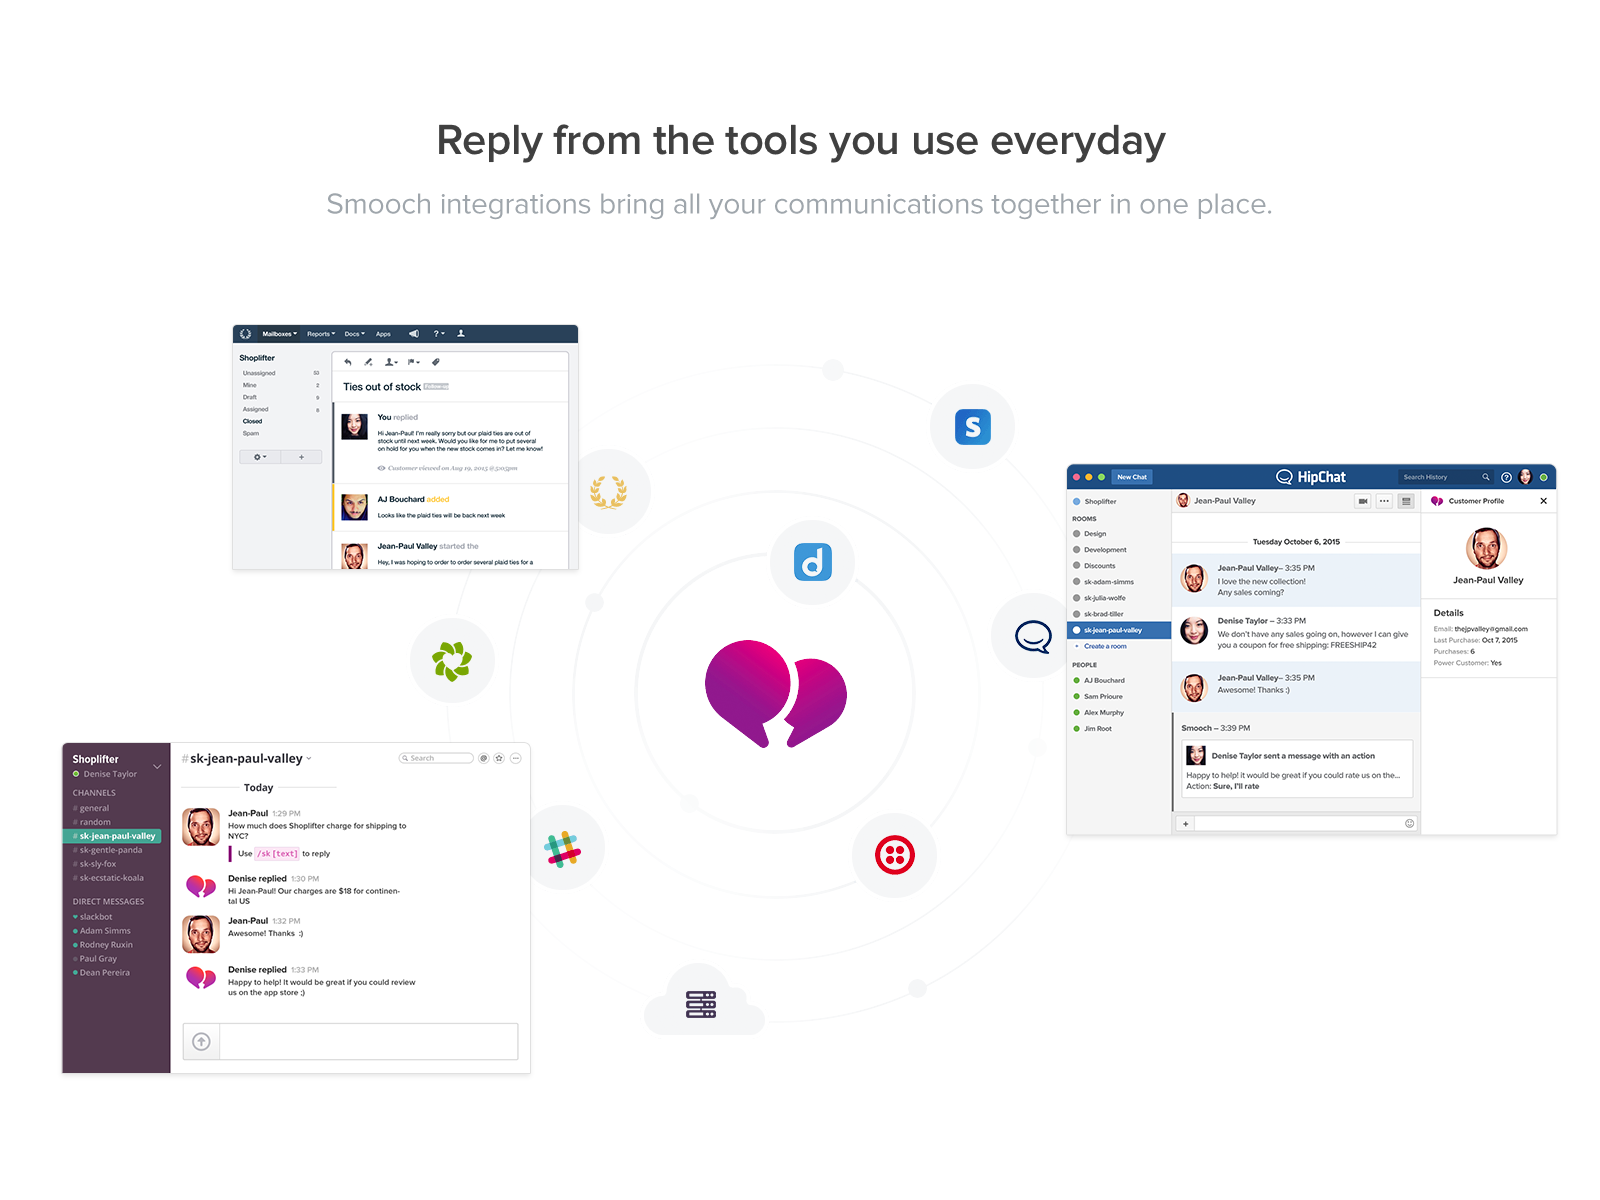 Reply from the tools you use everyday
Smooch integrations bring all your communications together in one place.
Mailboxes Reports Docs Apps ?
Shoplifter
Unassigned 53
Mine 2
Draft 9
Assigned 8
Closed
Spam
Ties out of stock Follow-up
You replied
Hi Jean-Paul! I'm really sorry but our plaid ties are out of
stock until next week. Would you like for me to put several
on hold for you when the new stock comes in? Let me know!
Customer viewed on Aug 19, 2015 @5:05pm
AJ Bouchard added
Looks like the plaid ties will be back next week
Jean-Paul Valley started the
Hey, I was hoping to order to order several plaid ties for a
S
d
New Chat
HipChat
Search History
?
Shoplifter
ROOMS
Design
Development
Discounts
sk-adam-simms
sk-julia-wolfe
sk-brad-tiller
sk-jean-paul-valley
+ Create a room
PEOPLE
AJ Bouchard
Sam Prioure
Alex Murphy
Jim Root
Jean-Paul Valley
Tuesday October 6, 2015
Jean-Paul Valley– 3:35 PM
I love the new collection!
Any sales coming?
Denise Taylor – 3:33 PM
We don't have any sales going on, however I can give
you a coupon for free shipping: FREESHIP42
Jean-Paul Valley– 3:35 PM
Awesome! Thanks :)
Smooch – 3:39 PM
Denise Taylor sent a message with an action
Happy to help! it would be great if you could rate us on the...
Action: Sure, I'll rate
+
Customer Profile
Jean-Paul Valley
Details
Email: thejpvalley@gmail.com
Last Purchase: Oct 7, 2015
Purchases: 6
Power Customer: Yes
Shoplifter
Denise Taylor
CHANNELS
# general
# random
# sk-jean-paul-valley
# sk-gentle-panda
# sk-sly-fox
# sk-ecstatic-koala
DIRECT MESSAGES
slackbot
Adam Simms
Rodney Ruxin
Paul Gray
Dean Pereira
#sk-jean-paul-valley
Search
@
Today
Jean-Paul 1:29 PM
How much does Shoplifter charge for shipping to
NYC?
Use /sk [text] to reply
Denise replied 1:30 PM
Hi Jean-Paul! Our charges are $18 for continen-
tal US
Jean-Paul 1:32 PM
Awesome! Thanks :)
Denise replied 1:33 PM
Happy to help! It would be great if you could review
us on the app store ;)